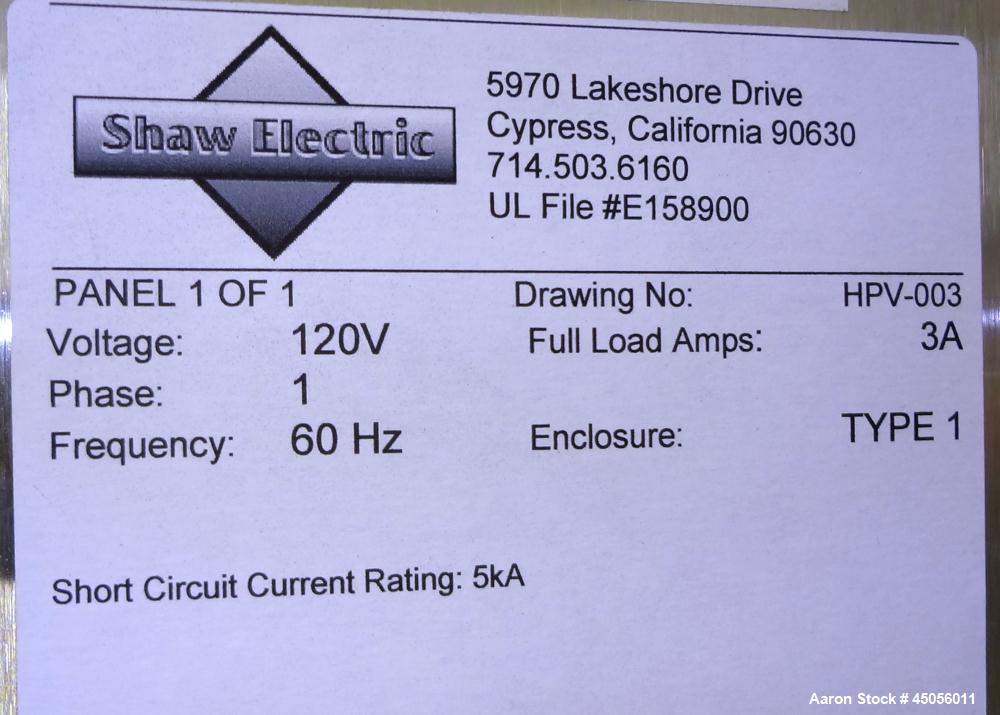 Shaw Electric
5970 Lakeshore Drive
Cypress, California 90630
714.503.6160
UL File #E158900
PANEL 1 OF 1
Drawing No: HPV-003
Voltage: 120V
Full Load Amps: 3A
Phase: 1
Frequency: 60 Hz
Enclosure: TYPE 1
Short Circuit Current Rating: 5kA
Aaron Stock # 45056011